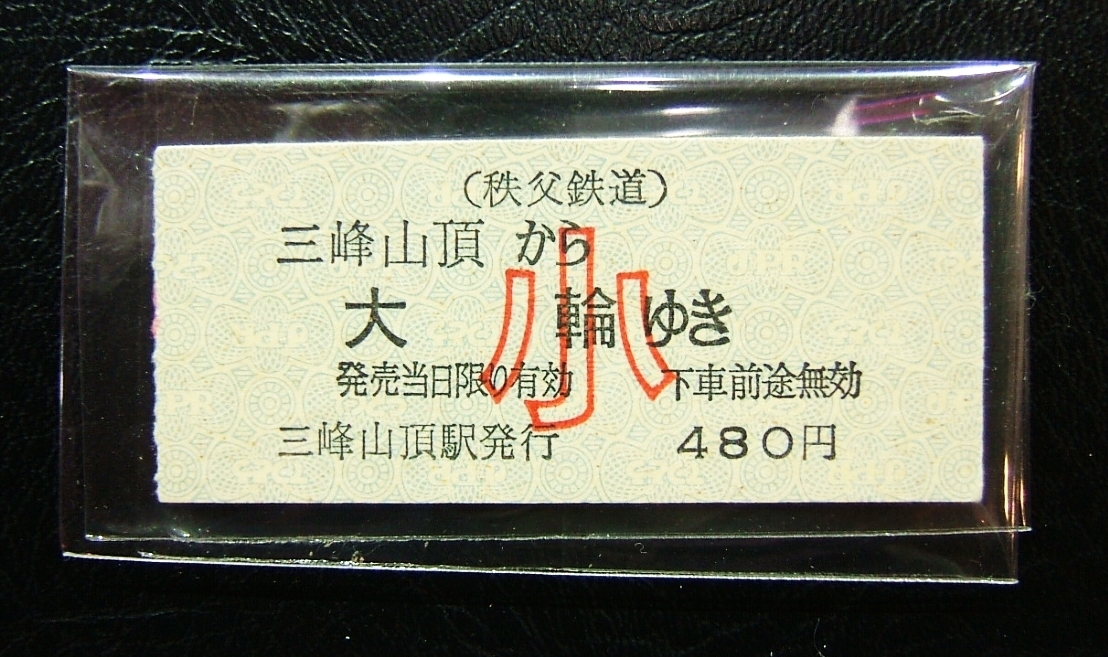 (秩父鉄道)
三峰山頂 から
大 輪 ゆき
小
発売当日限り有効 下車前途無効
三峰山頂駅発行 480円